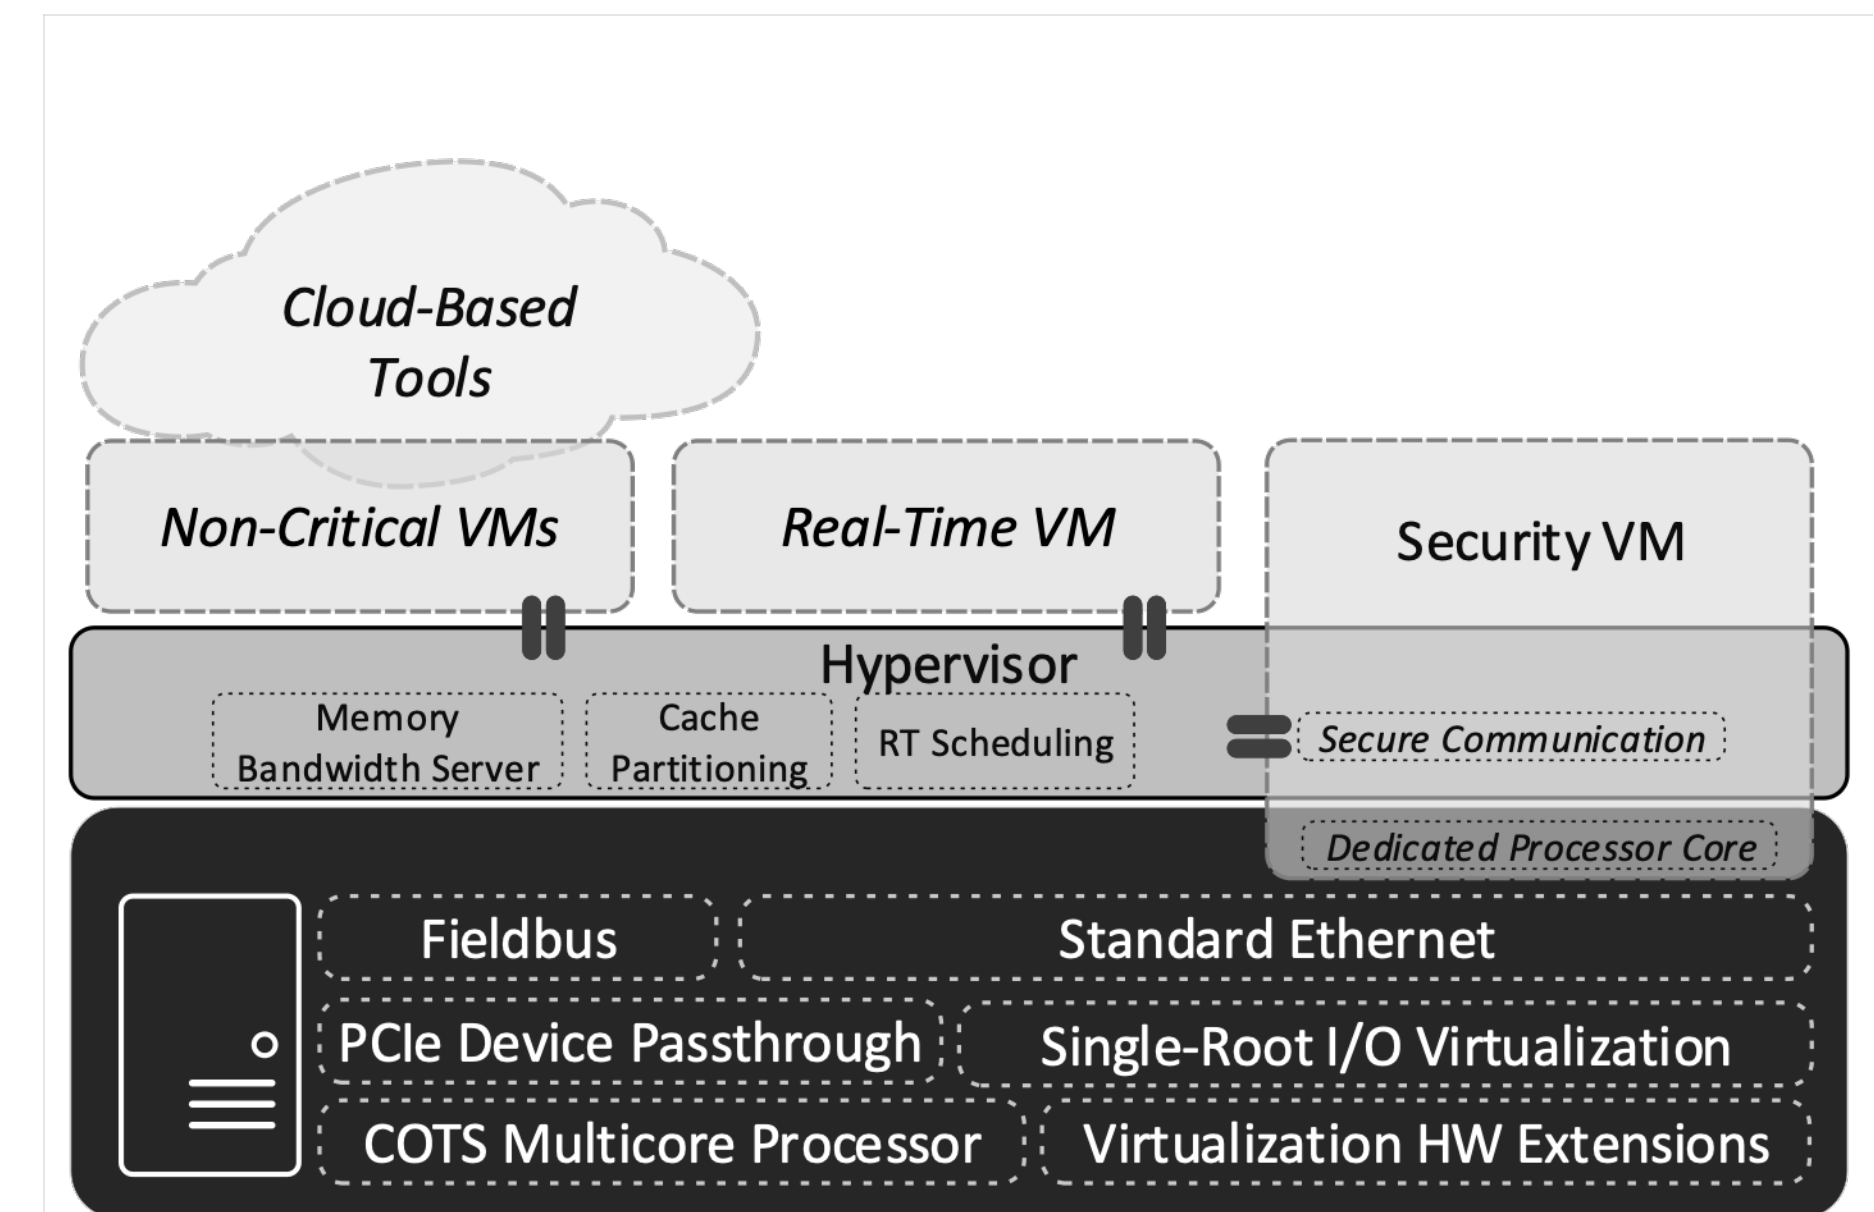 Cloud-Based
Tools
Non-Critical VMs
Real-Time VM
Security VM
Hypervisor
Memory
Bandwidth Server
Cache
Partitioning
RT Scheduling
Secure Communication
Dedicated Processor Core
Fieldbus
Standard Ethernet
PCIe Device Passthrough
Single-Root I/O Virtualization
COTS Multicore Processor
Virtualization HW Extensions